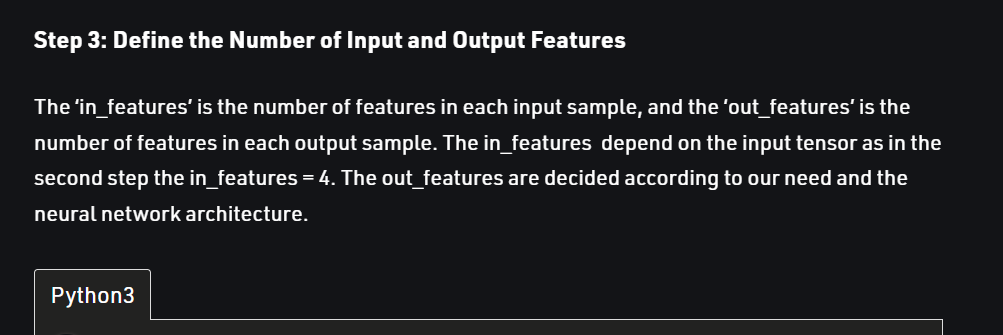 Step 3: Define the Number of Input and Output Features
The ‘in_features’ is the number of features in each input sample, and the ‘out_features’ is the
number of features in each output sample. The in_features  depend on the input tensor as in the
second step the in_features = 4. The out_features are decided according to our need and the
neural network architecture.
Python3